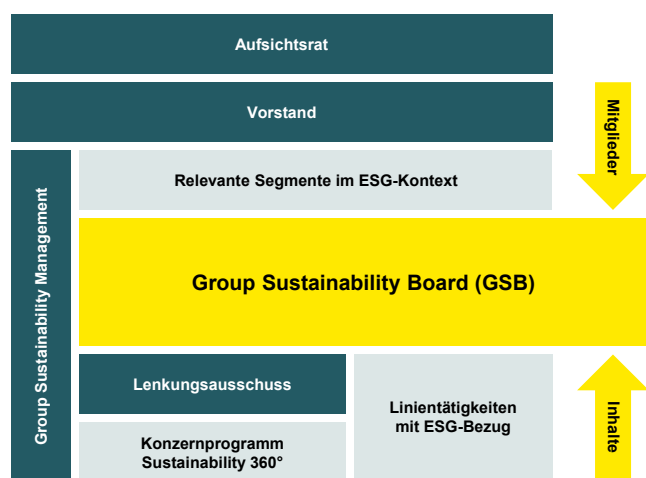 Aufsichtsrat
Vorstand
Mitglieder
Group Sustainability Management
Relevante Segmente im ESG-Kontext
Group Sustainability Board (GSB)
Lenkungsausschuss
Linientätigkeiten
mit ESG-Bezug
Konzernprogramm
Sustainability 360°
Inhalte